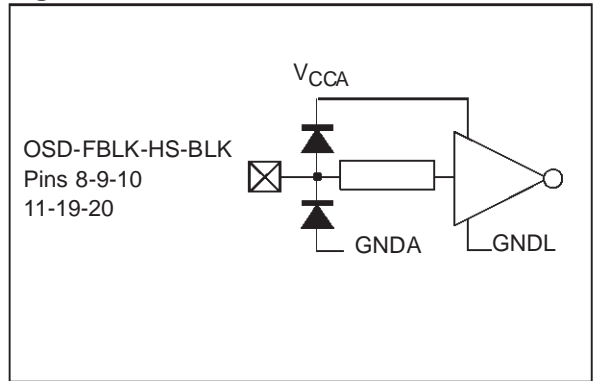 VCCA
OSD-FBLK-HS-BLK
Pins 8-9-10
11-19-20
GNDA
GNDL